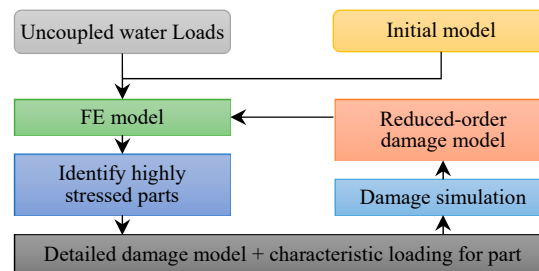 Uncoupled water Loads
Initial model
FE model
Reduced-order
damage model
Identify highly
stressed parts
Damage simulation
Detailed damage model + characteristic loading for part